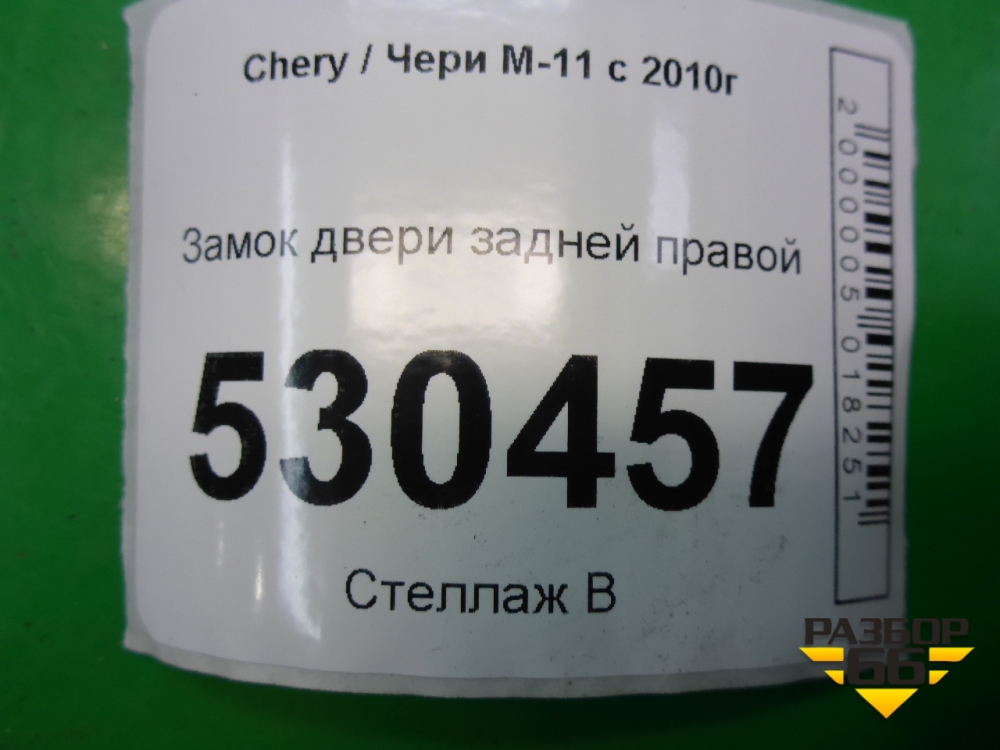 Chery / Чери М-11 с 2010г
Замок двери задней правой
530457
Стеллаж В
2000005018251
РАЗБОР
66